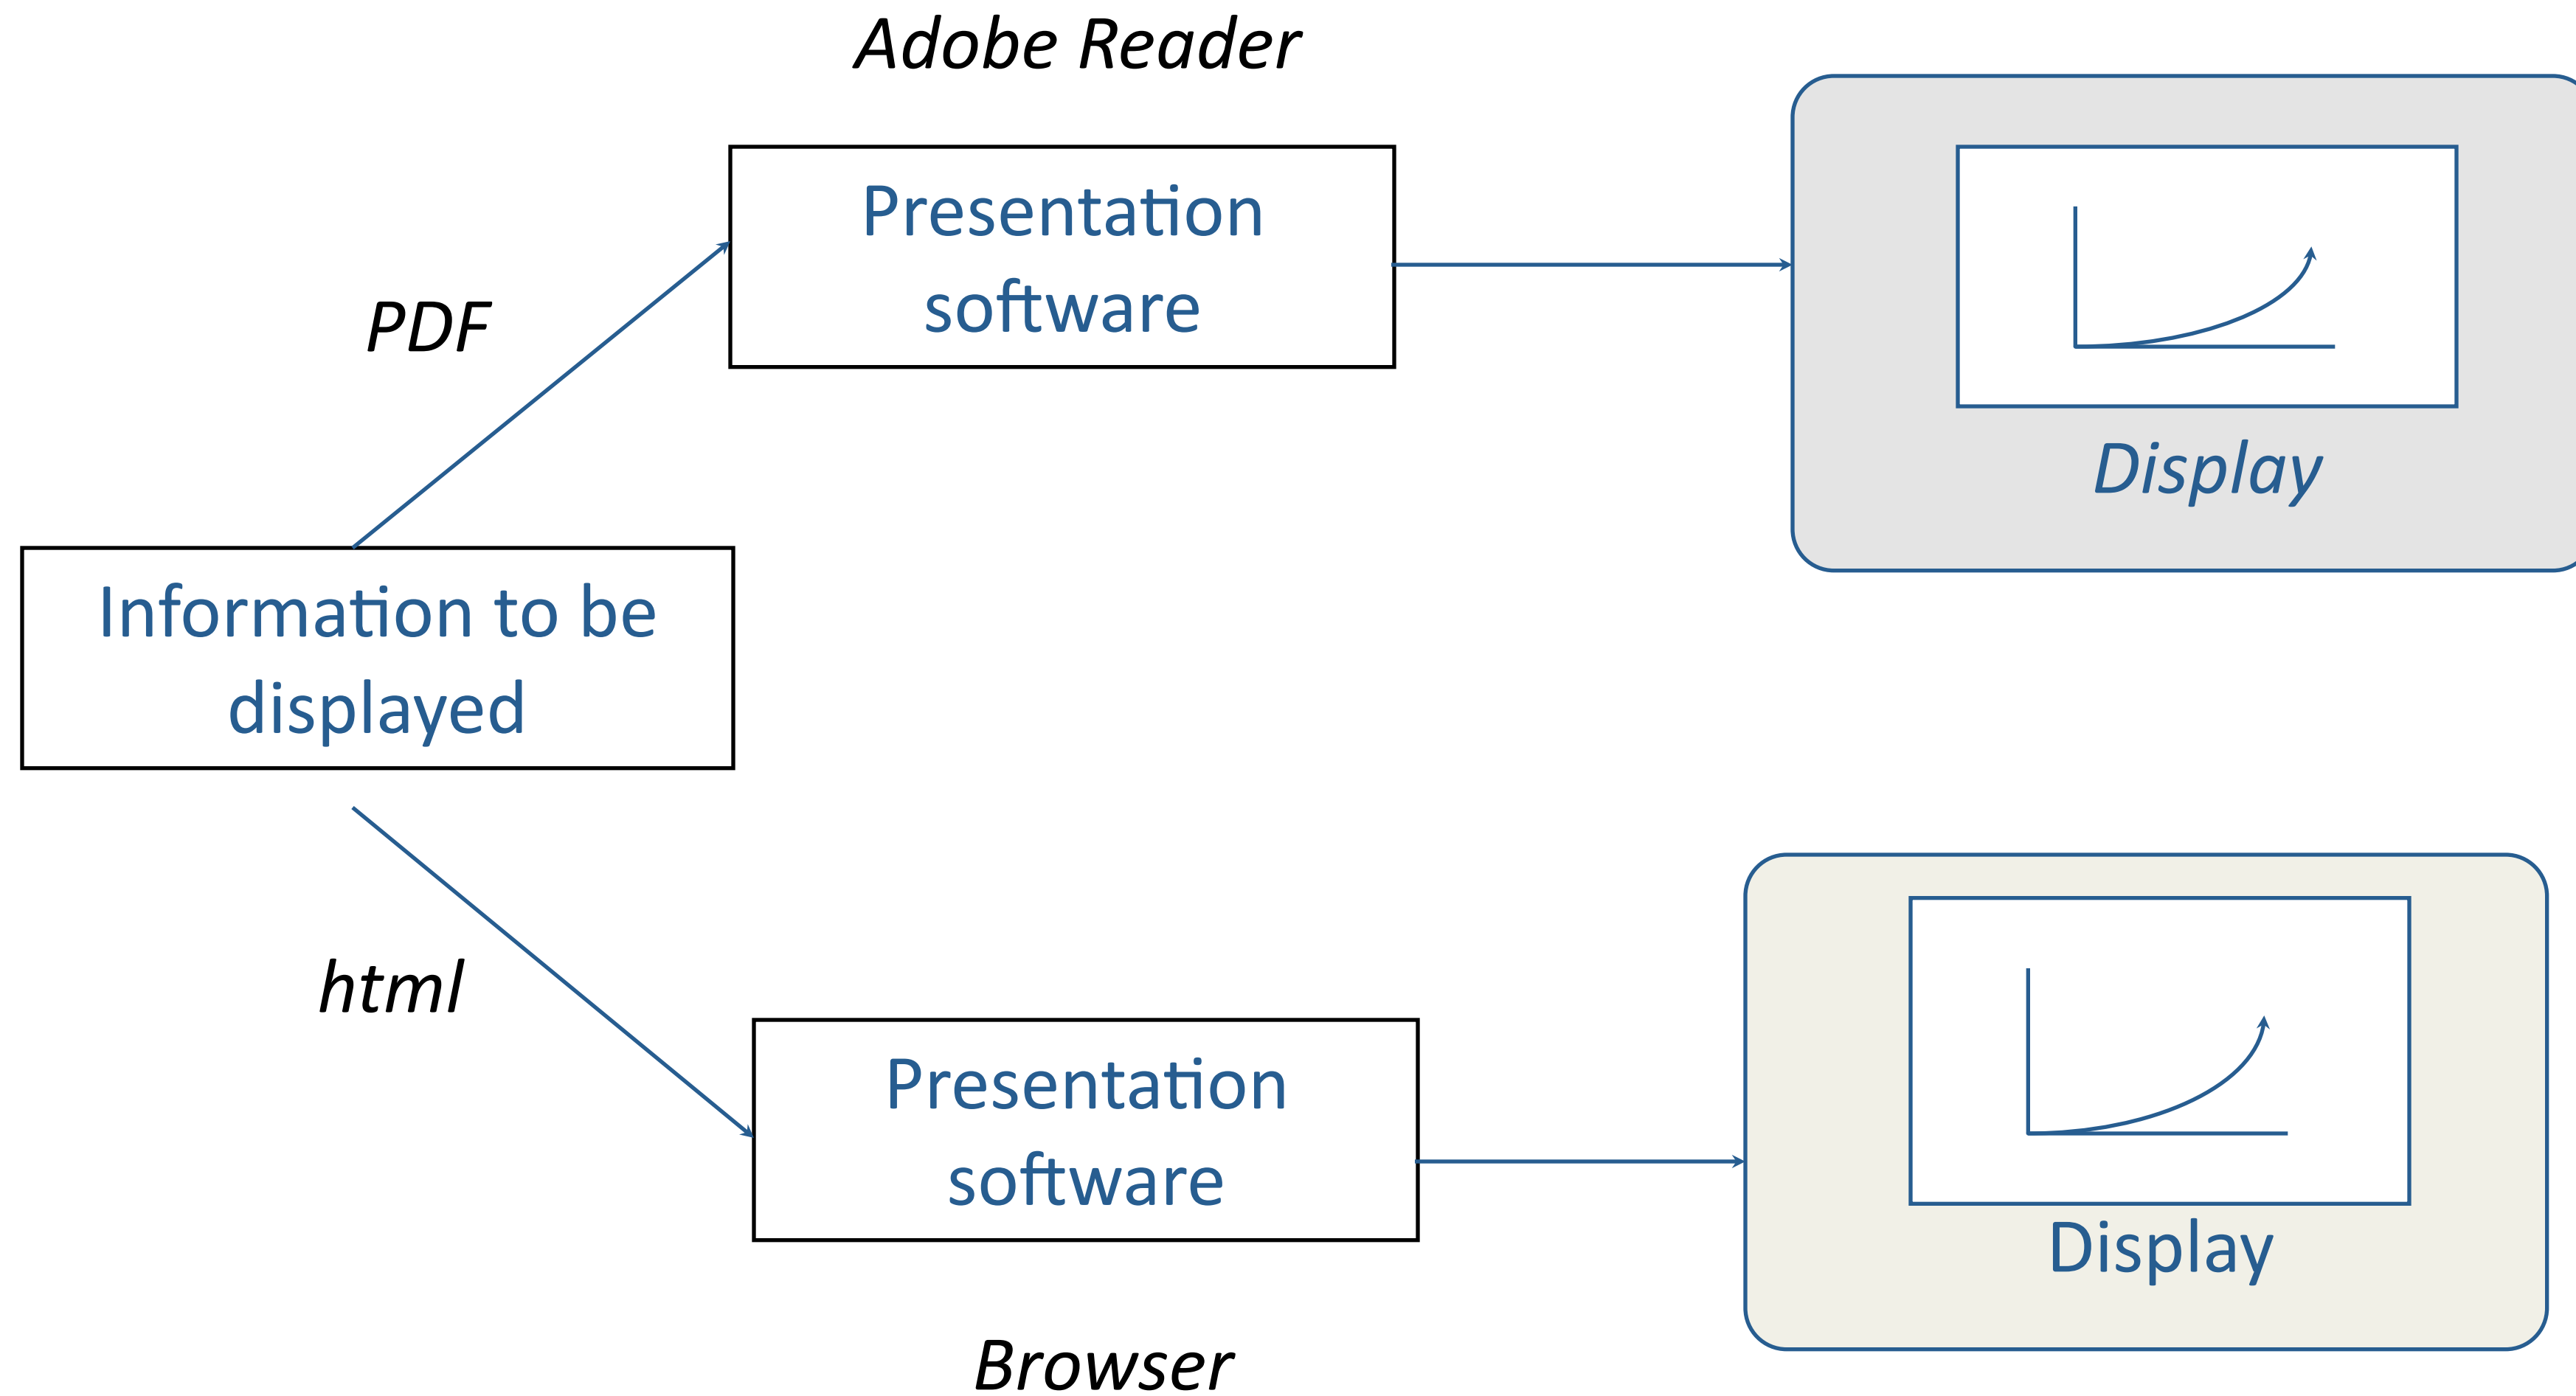 Adobe Reader
Presentation
software
PDF
Display
Information to be
displayed
html
Presentation
software
Display
Browser